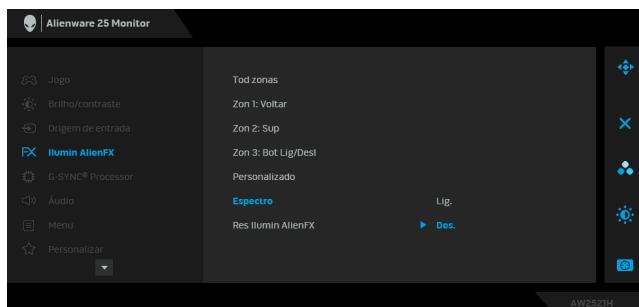 Alienware 25 Monitor
Jogo
Brilho/contraste
Origem de entrada
FX Ilumin AlienFX
G-SYNC® Processor
Áudio
Menu
Personalizar
Tod zonas
Zon 1: Voltar
Zon 2: Sup
Zon 3: Bot Lig/Desl
Personalizado
Espectro Lig.
Res Ilumin AlienFX Des.
AW2521H